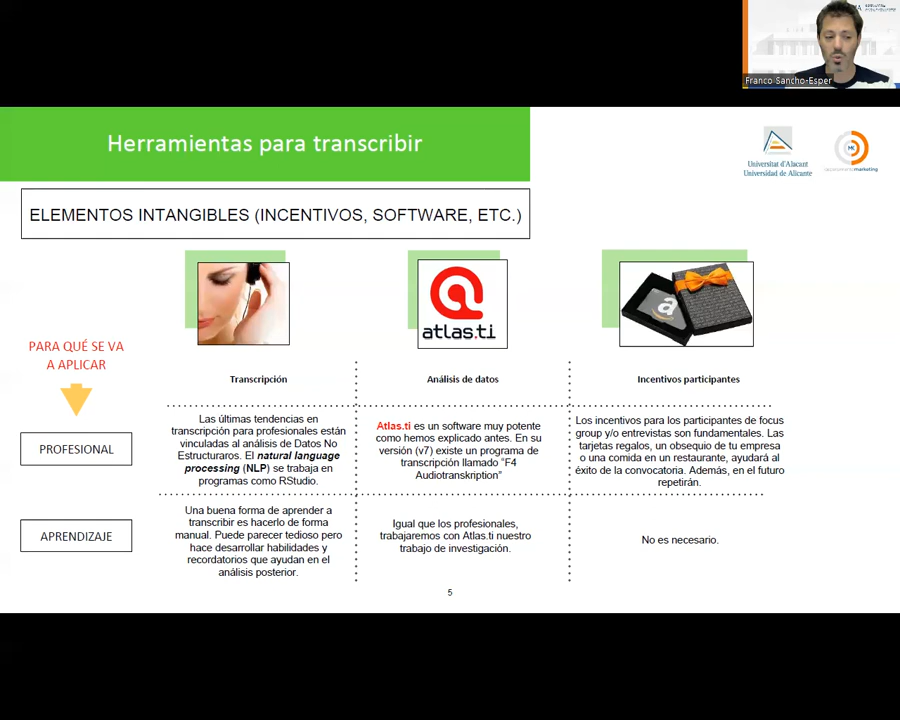 Franco Sancho-Esper
Herramientas para transcribir
Universitat d'Alacant
Universidad de Alicante
ELEMENTOS INTANGIBLES (INCENTIVOS, SOFTWARE, ETC.)
atlas.ti
PARA QUÉ SE VA
A APLICAR
Transcripción
Análisis de datos
Incentivos participantes
PROFESIONAL
Las últimas tendencias en
transcripción para profesionales están
vinculadas al análisis de Datos No
Estructuraros. El natural language
processing (NLP) se trabaja en
programas como RStudio.
Atlas.ti es un software muy potente
como hemos explicado antes. En su
versión (v7) existe un programa de
transcripción llamado "F4
Audiotranskription"
Los incentivos para los participantes de focus
group y/o entrevistas son fundamentales. Las
tarjetas regalos, un obsequio de tu empresa
o una comida en un restaurante, ayudará al
éxito de la convocatoria. Además, en el futuro
repetirán.
APRENDIZAJE
Una buena forma de aprender a
transcribir es hacerlo de forma
manual. Puede parecer tedioso pero
hace desarrollar habilidades y
recordatorios que ayudan en el
análisis posterior.
Igual que los profesionales,
trabajaremos con Atlas.ti nuestro
trabajo de investigación.
No es necesario.
5